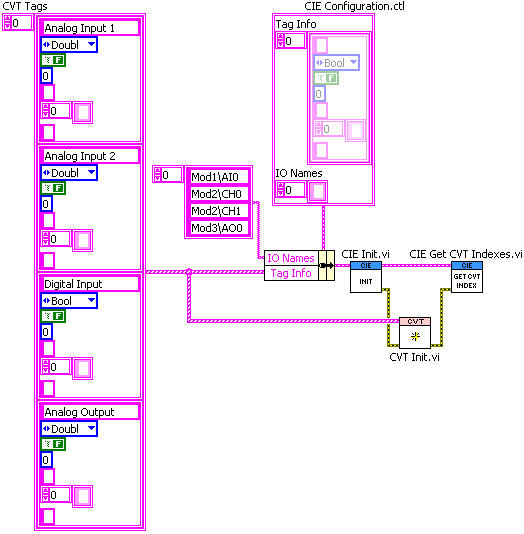 CVT Tags
0
Analog Input 1
Doubl
F
0
0
Analog Input 2
Doubl
F
0
0
Digital Input
Bool
F
0
0
Analog Output
Doubl
F
0
0
0
Mod1\AI0
Mod2\CH0
Mod2\CH1
Mod3\AO0
CIE Configuration.ctl
Tag Info
0
Bool
F
0
0
IO Names
0
IO Names
Tag Info
CIE Init.vi
CIE
INIT
CIE Get CVT Indexes.vi
CIE
GET CVT
INDEX
CVT
CVT Init.vi